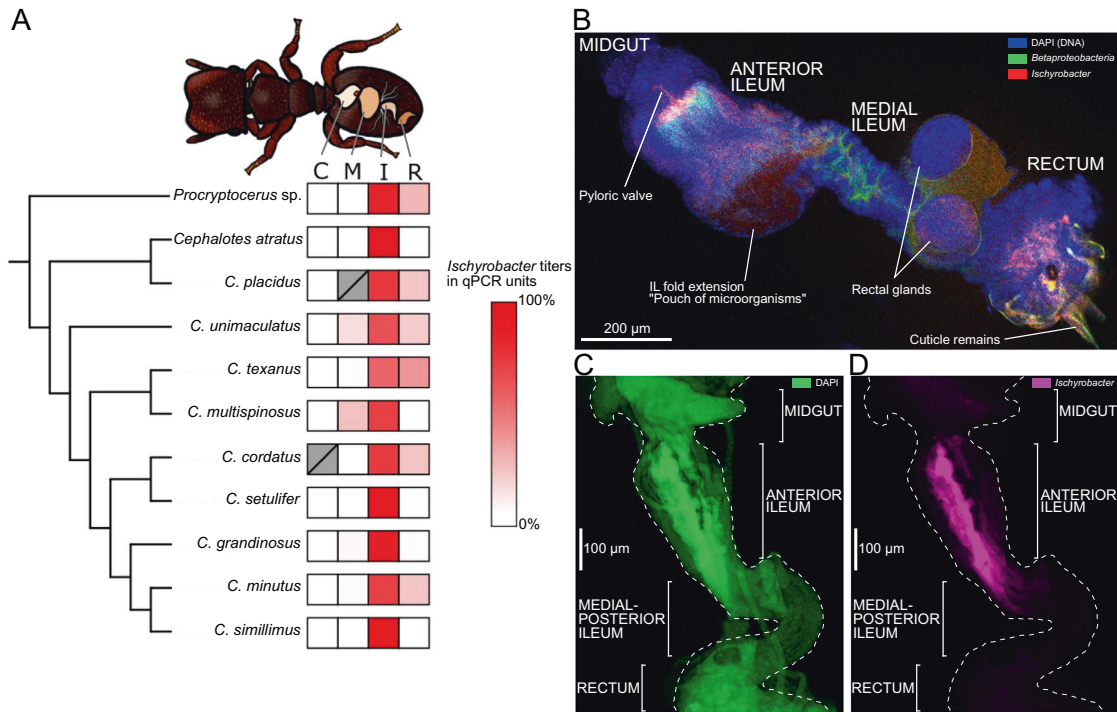 A
C M I R
Procryptocerus sp.
Cephalotes atratus
C. placidus
C. unimaculatus
C. texanus
C. multispinosus
C. cordatus
C. setulifer
C. grandinosus
C. minutus
C. simillimus
Ischyrobacter titers
in qPCR units
100%
0%
B
MIDGUT
ANTERIOR
ILEUM
MEDIAL
ILEUM
RECTUM
DAPI (DNA)
Betaproteobacteria
Ischyrobacter
Pyloric valve
IL fold extension
"Pouch of microorganisms"
Rectal glands
Cuticle remains
200 µm
C
DAPI
MIDGUT
ANTERIOR
ILEUM
100 µm
MEDIAL-
POSTERIOR
ILEUM
RECTUM
D
Ischyrobacter
MIDGUT
ANTERIOR
ILEUM
100 µm
MEDIAL-
POSTERIOR
ILEUM
RECTUM